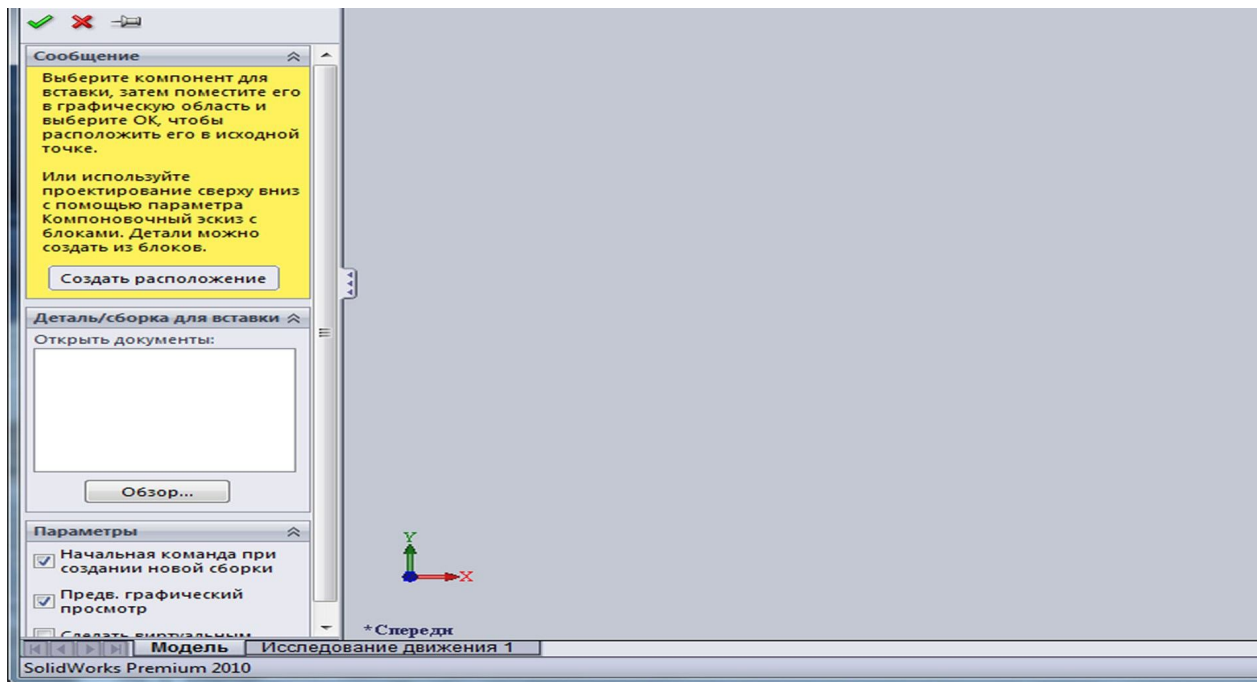 Сообщение
Выберите компонент для
вставки, затем поместите его
в графическую область и
выберите ОК, чтобы
расположить его в исходной
точке.
Или используйте
проектирование сверху вниз
с помощью параметра
Компоновочный эскиз с
блоками. Детали можно
создать из блоков.
Создать расположение
Деталь/сборка для вставки
Открыть документы:
Обзор...
Параметры
Начальная команда при
создании новой сборки
Предв. графический
просмотр
Сделать виртуальным
Y
X
*Спереди
Модель
Исследование движения 1
SolidWorks Premium 2010